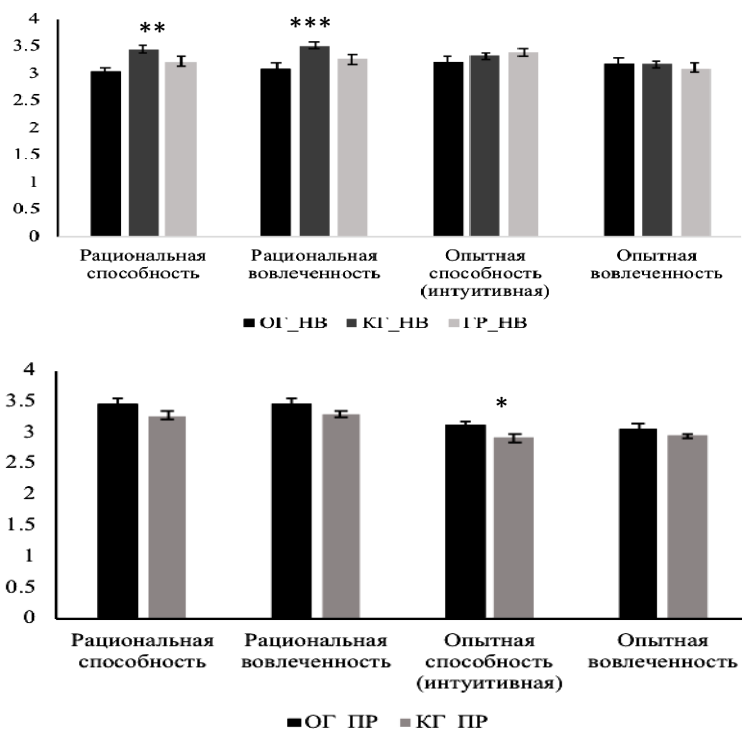 ** ***
4
3.5
3
2.5
2
1.5
1
0.5
0
Рациональная способность
Рациональная вовлеченность
Опытная способность (интуитивная)
Опытная вовлеченность
ОГ_НВ КГ_НВ ГР_НВ
*
4
3.5
3
2.5
2
1.5
1
0.5
0
Рациональная способность
Рациональная вовлеченность
Опытная способность (интуитивная)
Опытная вовлеченность
ОГ_ПР КГ_ПР